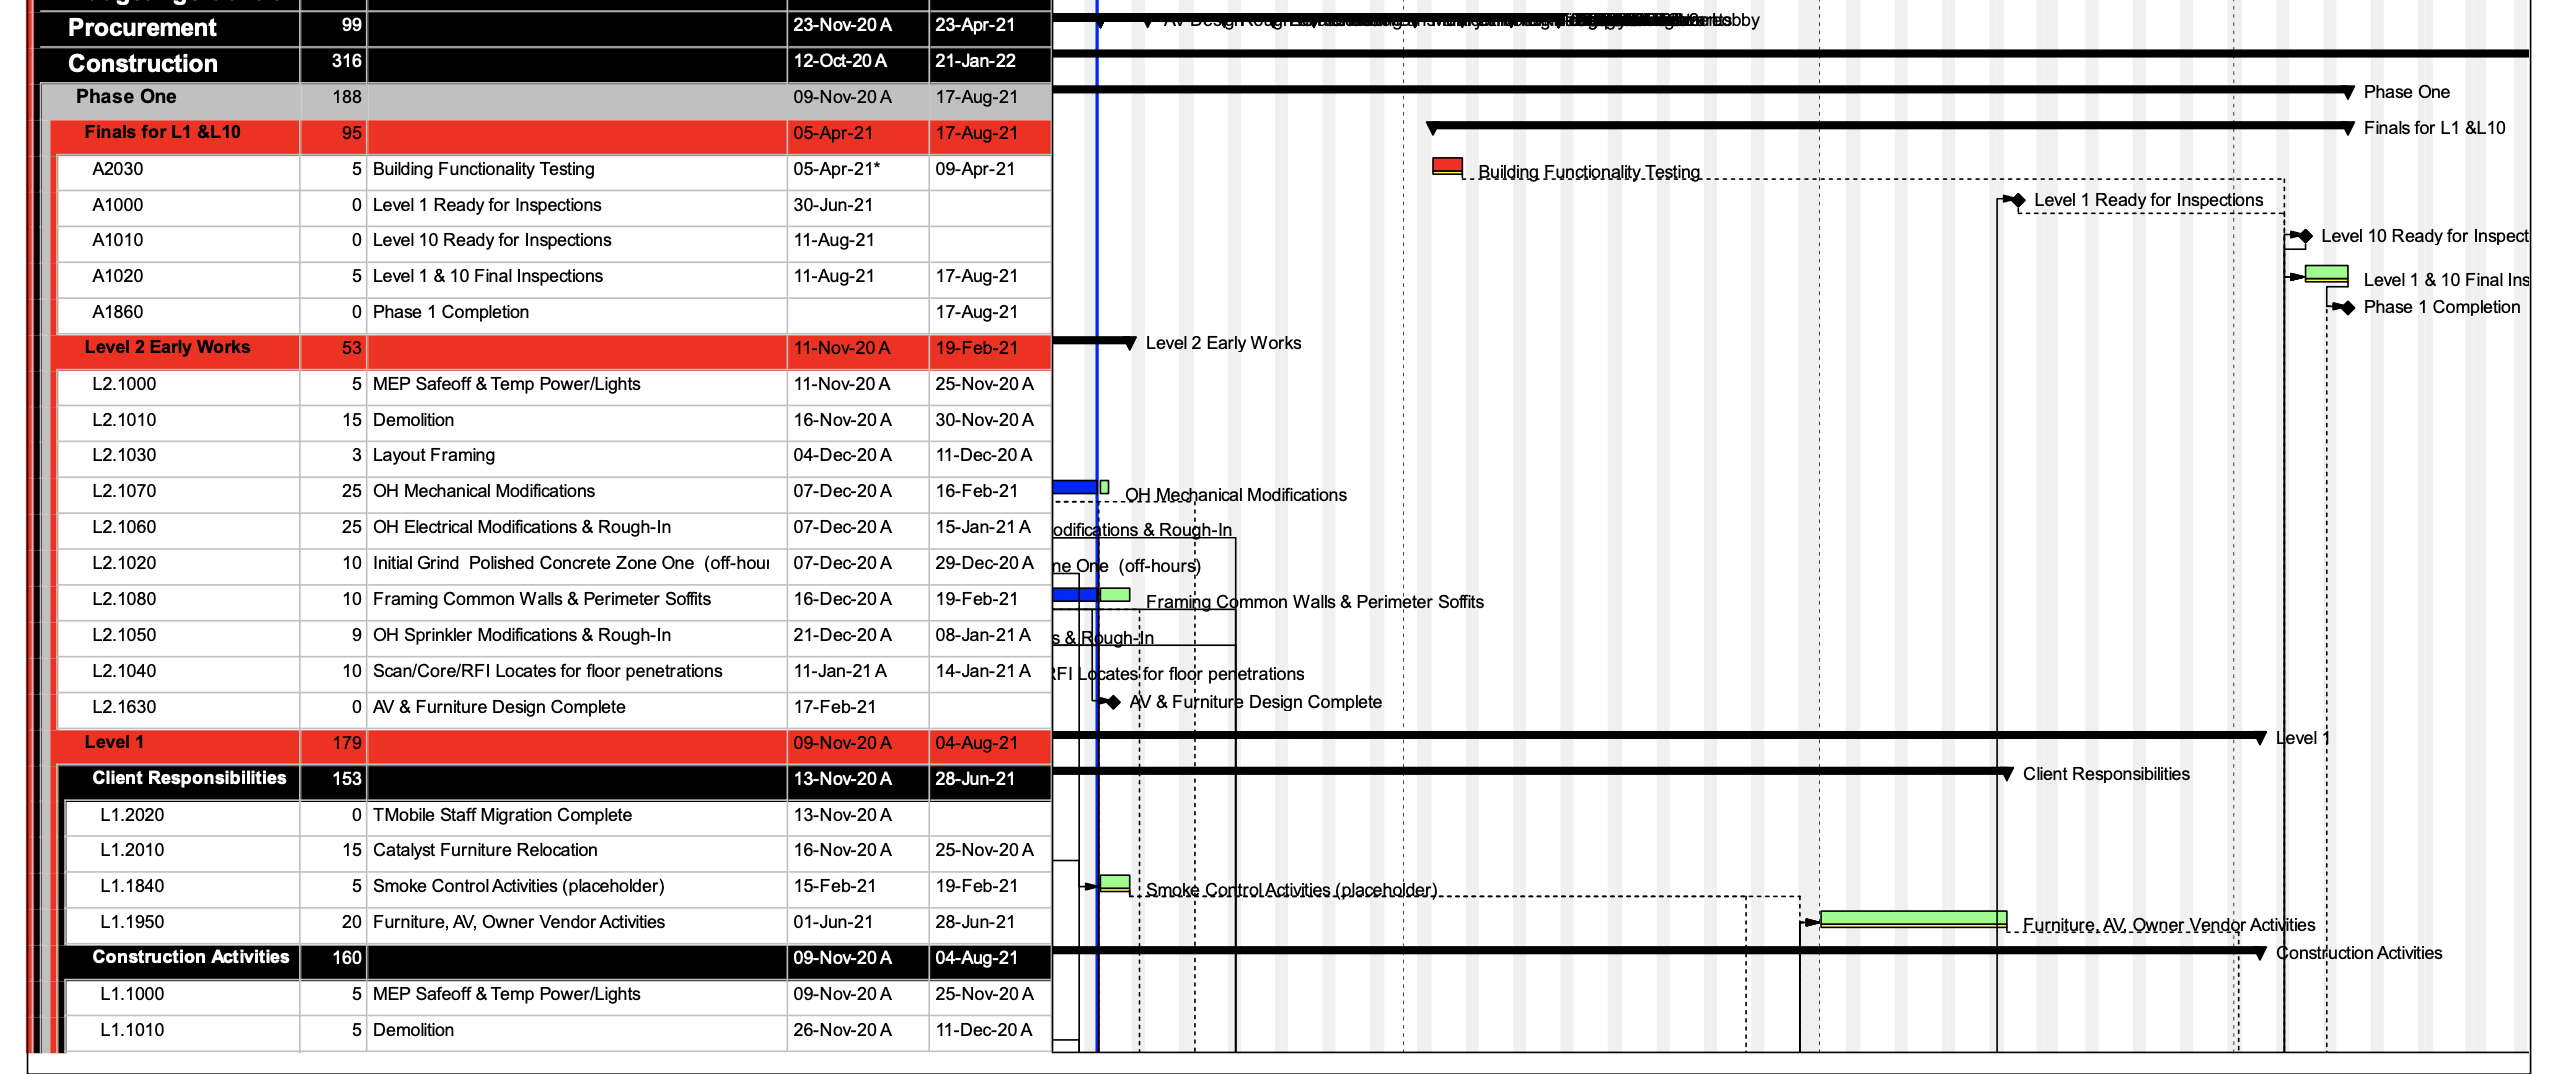 Procurement 99 23-Nov-20 A 23-Apr-21
Construction 316 12-Oct-20 A 21-Jan-22
Phase One 188 09-Nov-20 A 17-Aug-21 Phase One
Finals for L1 &L10 95 05-Apr-21 17-Aug-21 Finals for L1 &L10
A2030 5 Building Functionality Testing 05-Apr-21* 09-Apr-21 Building Functionality Testing
A1000 0 Level 1 Ready for Inspections 30-Jun-21 Level 1 Ready for Inspections
A1010 0 Level 10 Ready for Inspections 11-Aug-21 Level 10 Ready for Inspect
A1020 5 Level 1 & 10 Final Inspections 11-Aug-21 17-Aug-21 Level 1 & 10 Final Ins
A1860 0 Phase 1 Completion 17-Aug-21 Phase 1 Completion
Level 2 Early Works 53 11-Nov-20 A 19-Feb-21 Level 2 Early Works
L2.1000 5 MEP Safeoff & Temp Power/Lights 11-Nov-20 A 25-Nov-20 A
L2.1010 15 Demolition 16-Nov-20 A 30-Nov-20 A
L2.1030 3 Layout Framing 04-Dec-20 A 11-Dec-20 A
L2.1070 25 OH Mechanical Modifications 07-Dec-20 A 16-Feb-21 OH Mechanical Modifications
L2.1060 25 OH Electrical Modifications & Rough-In 07-Dec-20 A 15-Jan-21 A odifications & Rough-In
L2.1020 10 Initial Grind Polished Concrete Zone One (off-hour 07-Dec-20 A 29-Dec-20 A ne One (off-hours)
L2.1080 10 Framing Common Walls & Perimeter Soffits 16-Dec-20 A 19-Feb-21 Framing Common Walls & Perimeter Soffits
L2.1050 9 OH Sprinkler Modifications & Rough-In 21-Dec-20 A 08-Jan-21 A s & Rough-In
L2.1040 10 Scan/Core/RFI Locates for floor penetrations 11-Jan-21 A 14-Jan-21 A RFI Locates for floor penetrations
L2.1630 0 AV & Furniture Design Complete 17-Feb-21 AV & Furniture Design Complete
Level 1 179 09-Nov-20 A 04-Aug-21 Level 1
Client Responsibilities 153 13-Nov-20 A 28-Jun-21 Client Responsibilities
L1.2020 0 TMobile Staff Migration Complete 13-Nov-20 A
L1.2010 15 Catalyst Furniture Relocation 16-Nov-20 A 25-Nov-20 A
L1.1840 5 Smoke Control Activities (placeholder) 15-Feb-21 19-Feb-21 Smoke Control Activities (placeholder)
L1.1950 20 Furniture, AV, Owner Vendor Activities 01-Jun-21 28-Jun-21 Furniture, AV, Owner Vendor Activities
Construction Activities 160 09-Nov-20 A 04-Aug-21 Construction Activities
L1.1000 5 MEP Safeoff & Temp Power/Lights 09-Nov-20 A 25-Nov-20 A
L1.1010 5 Demolition 26-Nov-20 A 11-Dec-20 A